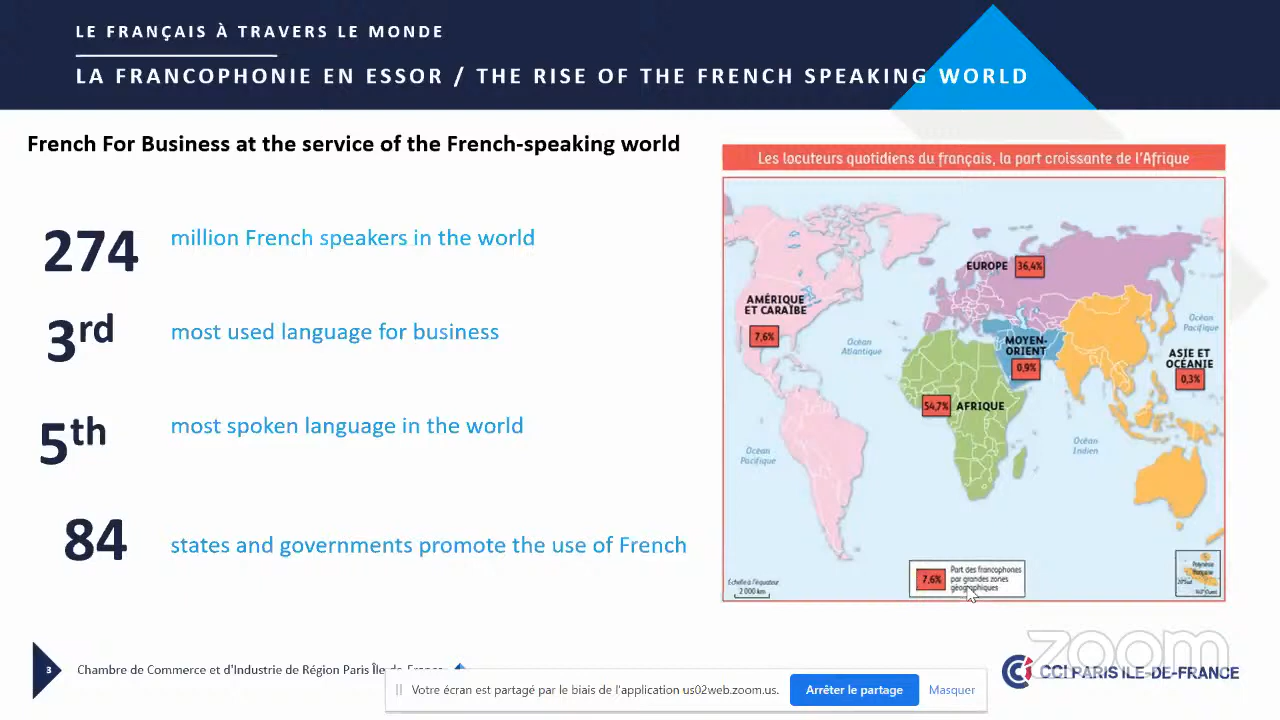 LE FRANÇAIS À TRAVERS LE MONDE
LA FRANCOPHONIE EN ESSOR / THE RISE OF THE FRENCH SPEAKING WORLD
French For Business at the service of the French-speaking world
274 million French speakers in the world
3rd most used language for business
5th most spoken language in the world
84 states and governments promote the use of French
Les locuteurs quotidiens du français, la part croissante de l'Afrique
EUROPE 36,4%
AMÉRIQUE
ET CARAÏBE
7,6%
Océan
Atlantique
Océan
Pacifique
MOYEN-
ORIENT
0,9%
ASIE ET
OCÉANIE
0,3%
54,7% AFRIQUE
Océan
Indien
Océan
Pacifique
7,6%
Part des francophones
par grandes zones
géographiques
Échelle à l'équateur
2 000 km
Polynésie
Française
3
Chambre de Commerce et d'Industrie de Région Paris Île-de-France
Votre écran est partagé par le biais de l'application us02web.zoom.us.
Arrêter le partage
Masquer
zoom
CCI PARIS ILE-DE-FRANCE